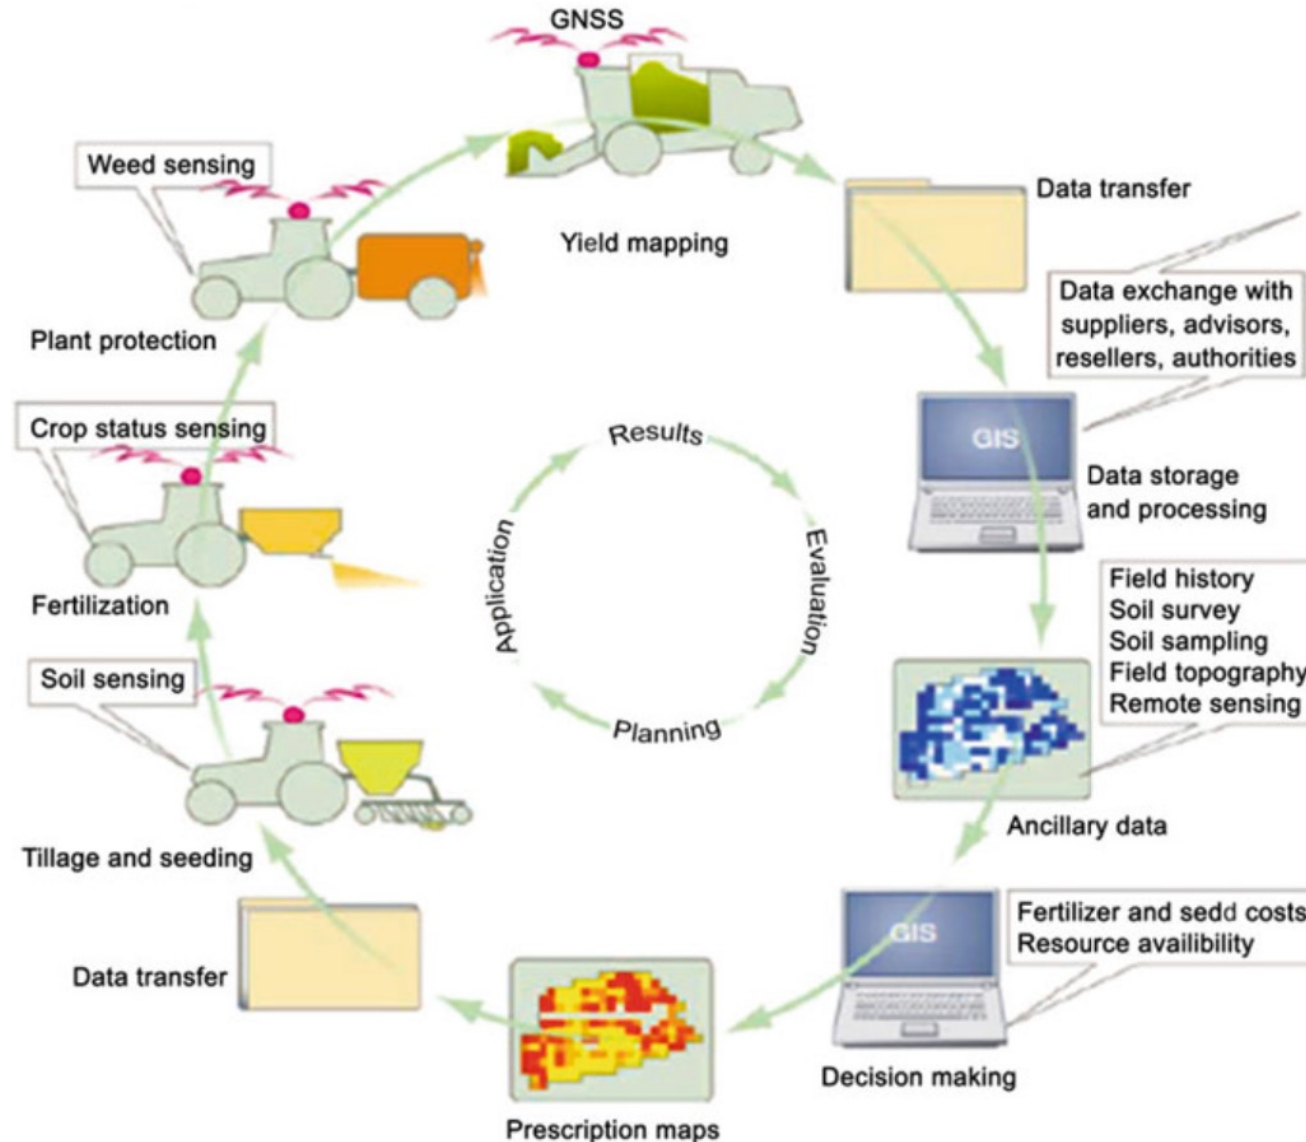 GNSS
Yield mapping
Data transfer
Data exchange with
suppliers, advisors,
resellers, authorities
GIS
Data storage
and processing
Field history
Soil survey
Soil sampling
Field topography
Remote sensing
Ancillary data
GIS
Fertilizer and sedd costs
Resource availibility
Decision making
Prescription maps
Data transfer
Tillage and seeding
Soil sensing
Fertilization
Crop status sensing
Plant protection
Weed sensing
Results
Evaluation
Planning
Application